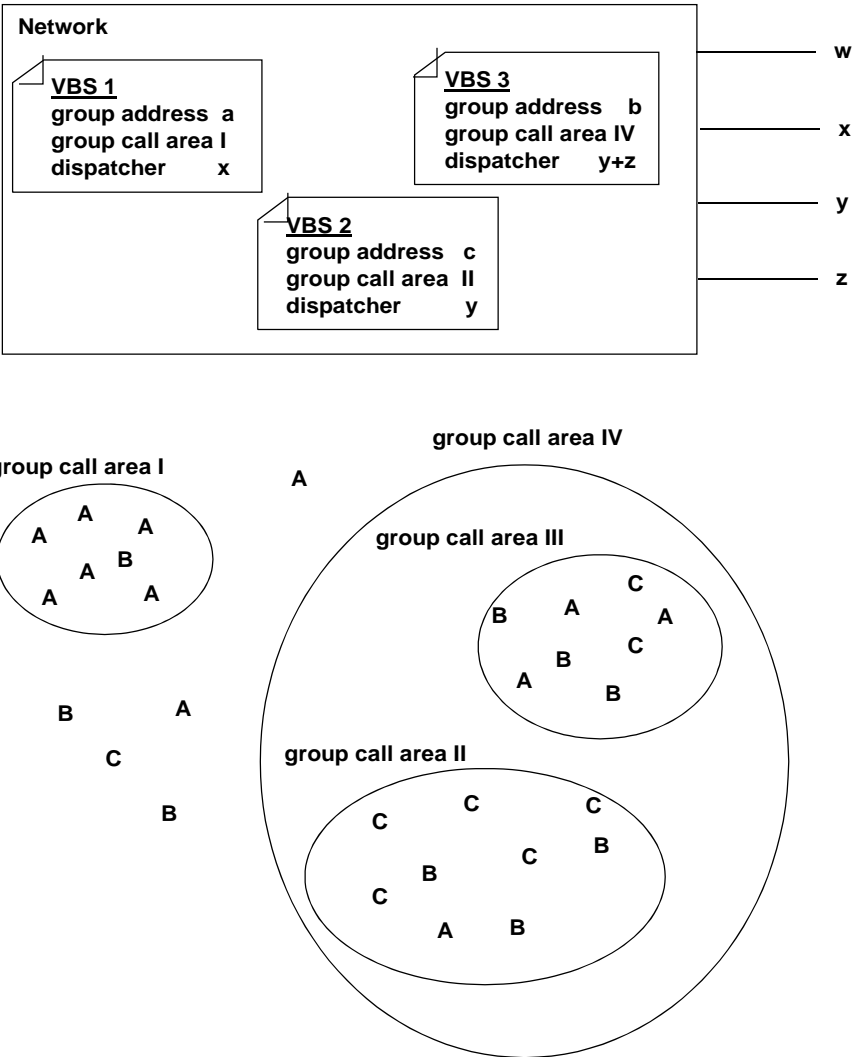 Network
VBS 1
group address a
group call area I
dispatcher x
VBS 3
group address b
group call area IV
dispatcher y+z
VBS 2
group address c
group call area II
dispatcher y
w
x
y
z
group call area IV
group call area I
A
A
A
A
B
A
A
A
group call area III
C
B
A
A
C
B
A
B
B
A
C
B
group call area II
C
C
C
B
C
B
C
A
B